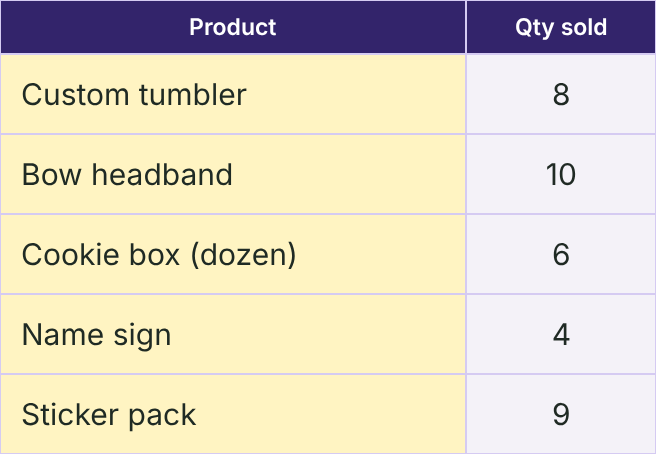 Product Qty sold
Custom tumbler 8
Bow headband 10
Cookie box (dozen) 6
Name sign 4
Sticker pack 9